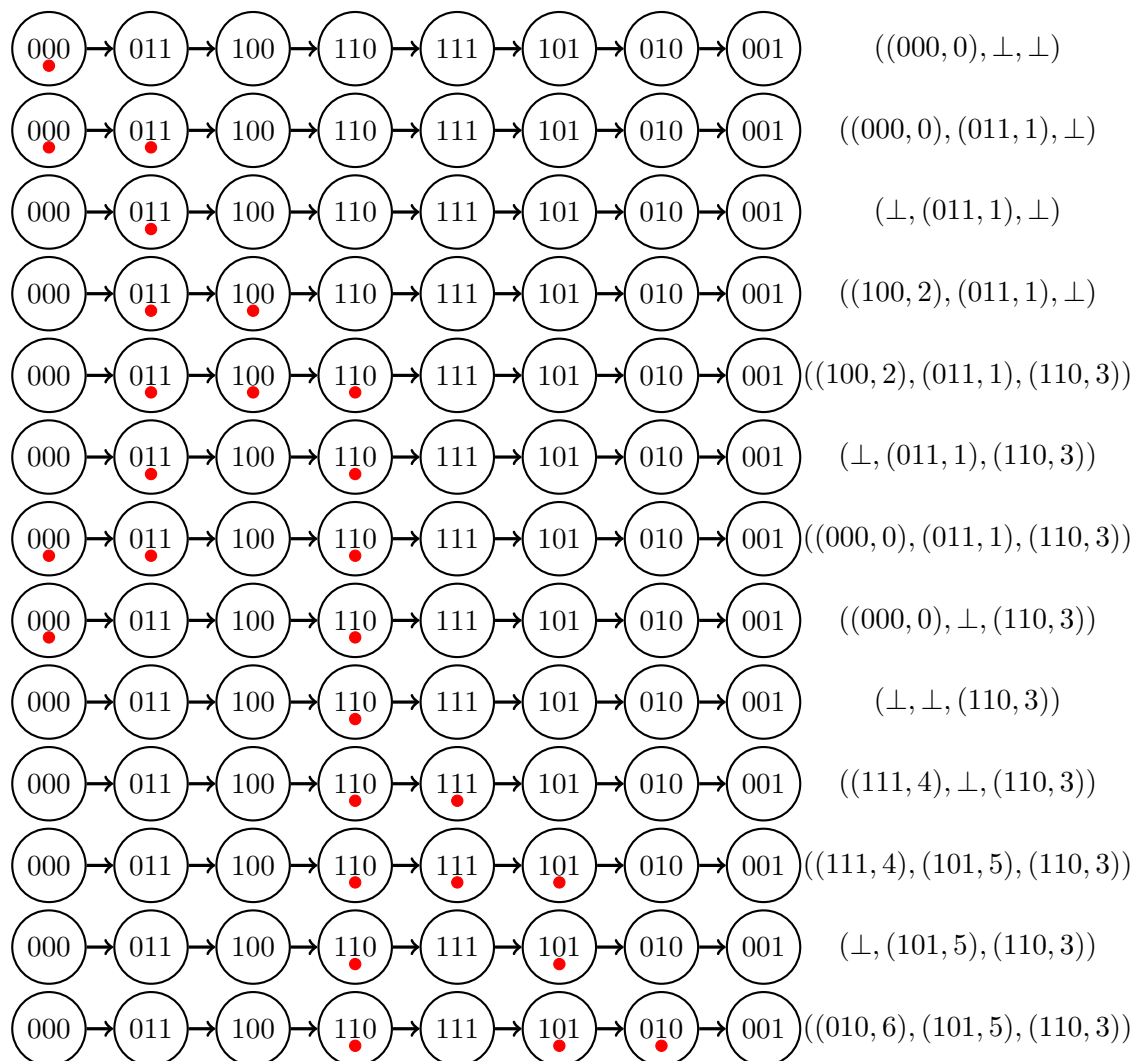 000 011 100 110 111 101 010 001 ((000, 0), ⊥, ⊥)
000 011 100 110 111 101 010 001 ((000, 0), (011, 1), ⊥)
000 011 100 110 111 101 010 001 (⊥, (011, 1), ⊥)
000 011 100 110 111 101 010 001 ((100, 2), (011, 1), ⊥)
000 011 100 110 111 101 010 001 ((100, 2), (011, 1), (110, 3))
000 011 100 110 111 101 010 001 (⊥, (011, 1), (110, 3))
000 011 100 110 111 101 010 001 ((000, 0), (011, 1), (110, 3))
000 011 100 110 111 101 010 001 ((000, 0), ⊥, (110, 3))
000 011 100 110 111 101 010 001 (⊥, ⊥, (110, 3))
000 011 100 110 111 101 010 001 ((111, 4), ⊥, (110, 3))
000 011 100 110 111 101 010 001 ((111, 4), (101, 5), (110, 3))
000 011 100 110 111 101 010 001 (⊥, (101, 5), (110, 3))
000 011 100 110 111 101 010 001 ((010, 6), (101, 5), (110, 3))